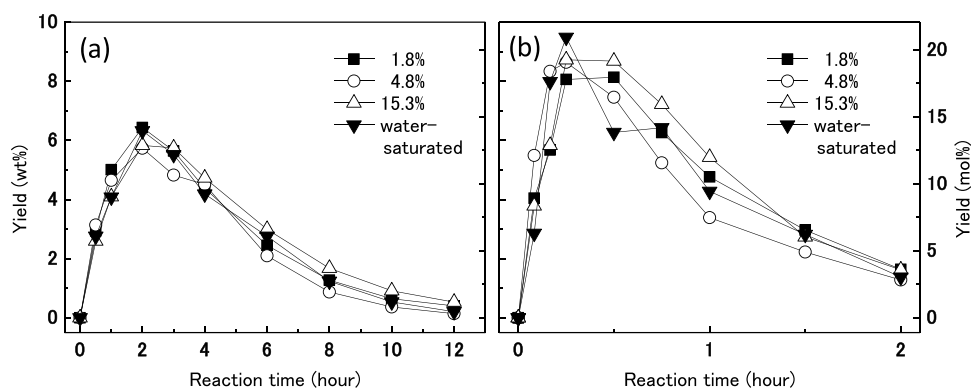 (a)
1.8%
4.8%
15.3%
water-
saturated
10
8
6
4
2
0
Yield (wt%)
0 2 4 6 8 10 12
Reaction time (hour)
(b)
1.8%
4.8%
15.3%
water-
saturated
20
15
10
5
0
Yield (mol%)
0 1 2
Reaction time (hour)